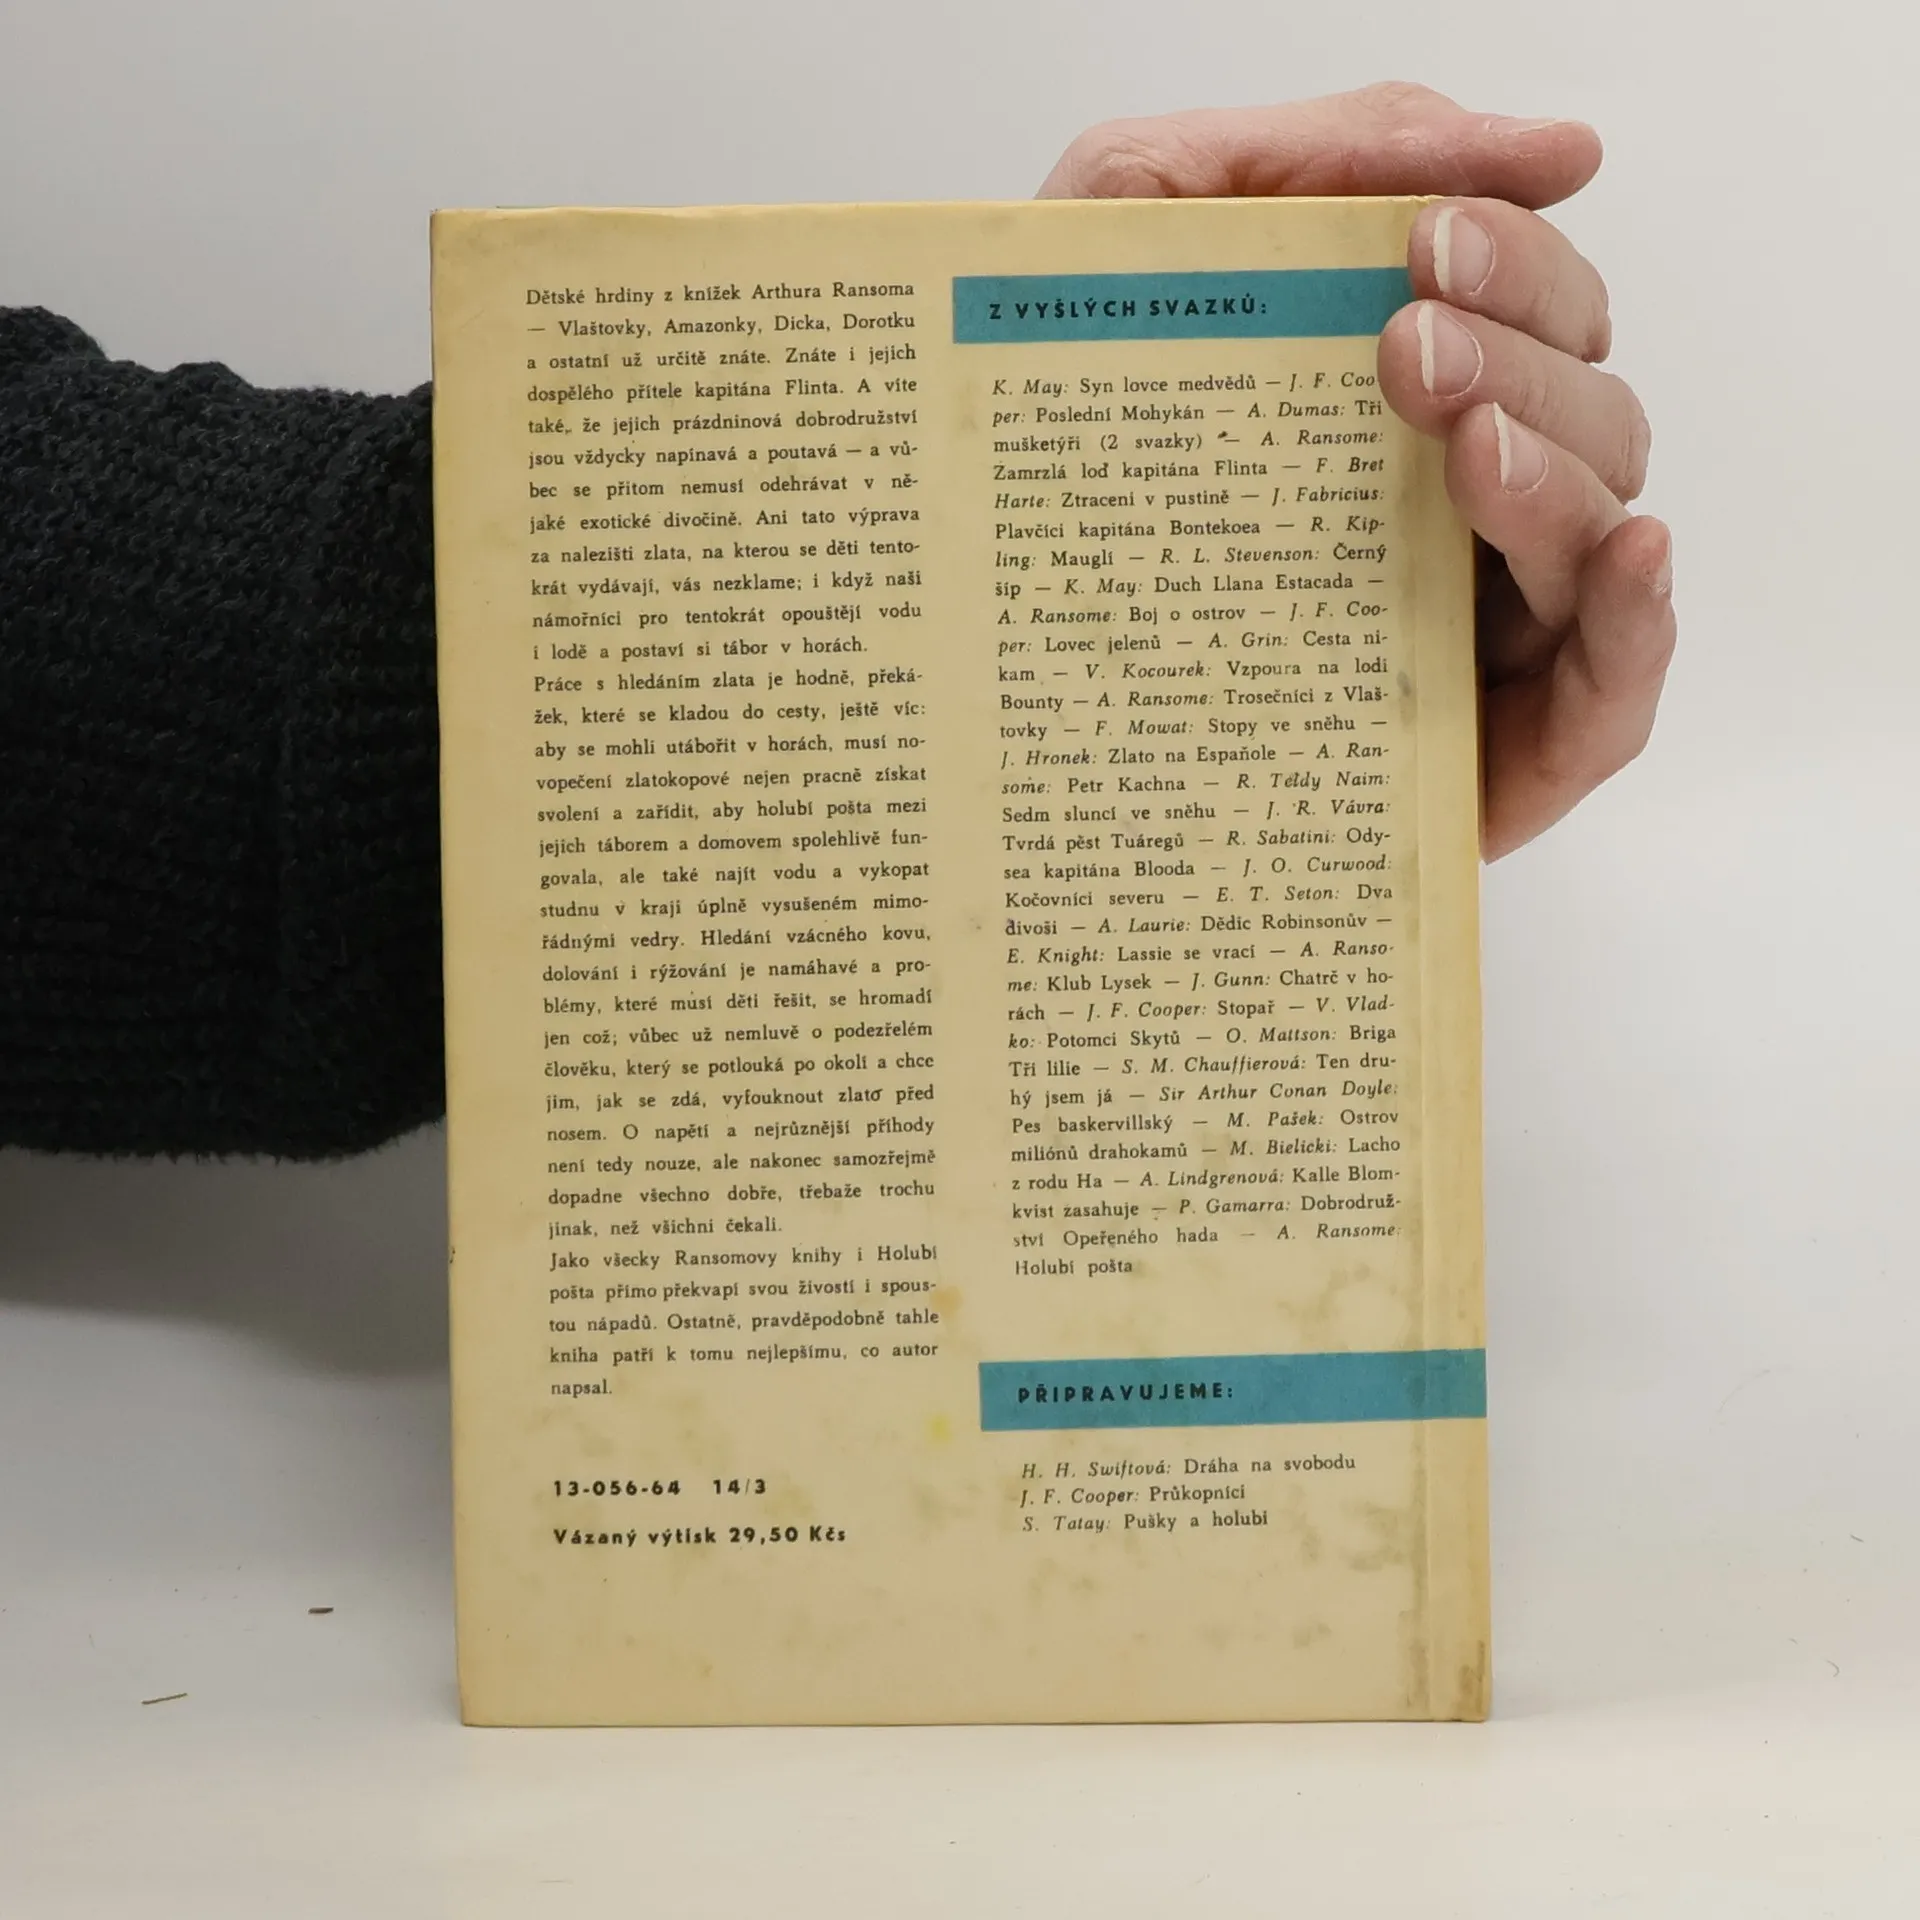 Dětské hrdiny z knížek Arthura Ransoma
— Vlaštovky, Amazonky, Dicka, Dorotku
a ostatní už určitě znáte. Znáte i jejich
dospělého přítele kapitána Flinta. A víte
také, že jejich prázdninová dobrodružství
jsou vždycky napínavá a poutavá — a vů-
bec se přitom nemusí odehrávat v ně-
jaké exotické divočině. Ani tato výprava
za nalezišti zlata, na kterou se děti tento-
krát vydávají, vás nezklame; i když naši
námořníci pro tentokrát opouštějí vodu
i lodě a postaví si tábor v horách.
Práce s hledáním zlata je hodně, překá-
žek, které se kladou do cesty, ještě víc:
aby se mohli utábořit v horách, musí no-
vopečení zlatokopové nejen pracně získat
svolení a zařídit, aby holubí pošta mezi
jejich táborem a domovem spolehlivě fun-
govala, ale také najít vodu a vykopat
studnu v kraji úplně vysušeném mimo-
řádnými vedry. Hledání vzácného kovu,
dolování i rýžování je namáhavé a pro-
blémy, které musí děti řešit, se hromadí
jen což; vůbec už nemluvě o podezřelém
člověku, který se potlouká po okolí a chce
jim, jak se zdá, vyfouknout zlato před
nosem. O napětí a nejrůznější příhody
není tedy nouze, ale nakonec samozřejmě
dopadne všechno dobře, třebaže trochu
jinak, než všichni čekali.
Jako všecky Ransomovy knihy i Holubí
pošta přímo překvapí svou živostí i spous-
tou nápadů. Ostatně, pravděpodobně tahle
kniha patří k tomu nejlepšímu, co autor
napsal.
13-056-64 14/3
Vázaný výtisk 29,50 Kčs
Z VYŠLÝCH SVAZKŮ:
K. May: Syn lovce medvědů — J. F. Coo-
per: Poslední Mohykán — A. Dumas: Tři
mušketýři (2 svazky) — A. Ransome:
Zamrzlá loď kapitána Flinta — F. Bret
Harte: Ztraceni v pustině — J. Fabricius:
Plavčíci kapitána Bontekoea — R. Kip-
ling: Mauglí — R. L. Stevenson: Černý
šíp — K. May: Duch Llana Estacada —
A. Ransome: Boj o ostrov — J. F. Coo-
per: Lovec jelenů — A. Grin: Cesta ni-
kam — V. Kocourek: Vzpoura na lodi
Bounty — A. Ransome: Trosečníci z Vlaš-
tovky — F. Mowat: Stopy ve sněhu —
J. Hronek: Zlato na Espaňole — A. Ran-
some: Petr Kachna — R. Téldy Naim:
Sedm sluncí ve sněhu — J. R. Vávra:
Tvrdá pěst Tuáregů — R. Sabatini: Ody-
sea kapitána Blooda — J. O. Curwood:
Kočovníci severu — E. T. Seton: Dva
divoši — A. Laurie: Dědic Robinsonův —
E. Knight: Lassie se vrací — A. Ranso-
me: Klub Lysek — J. Gunn: Chatrč v ho-
rách — J. F. Cooper: Stopař — V. Vlad-
ko: Potomci Skytů — O. Mattson: Briga
Tři lilie — S. M. Chauffierová: Ten dru-
hý jsem já — Sir Arthur Conan Doyle:
Pes baskervillský — M. Pašek: Ostrov
miliónů drahokamů — M. Bielicki: Lacho
z rodu Ha — A. Lindgrenová: Kalle Blom-
kvist zasahuje — P. Gamarra: Dobrodruž-
ství Opeřeného hada — A. Ransome:
Holubí pošta
PŘIPRAVUJEME:
H. H. Swiftová: Dráha na svobodu
J. F. Cooper: Průkopníci
S. Tatay: Pušky a holubi